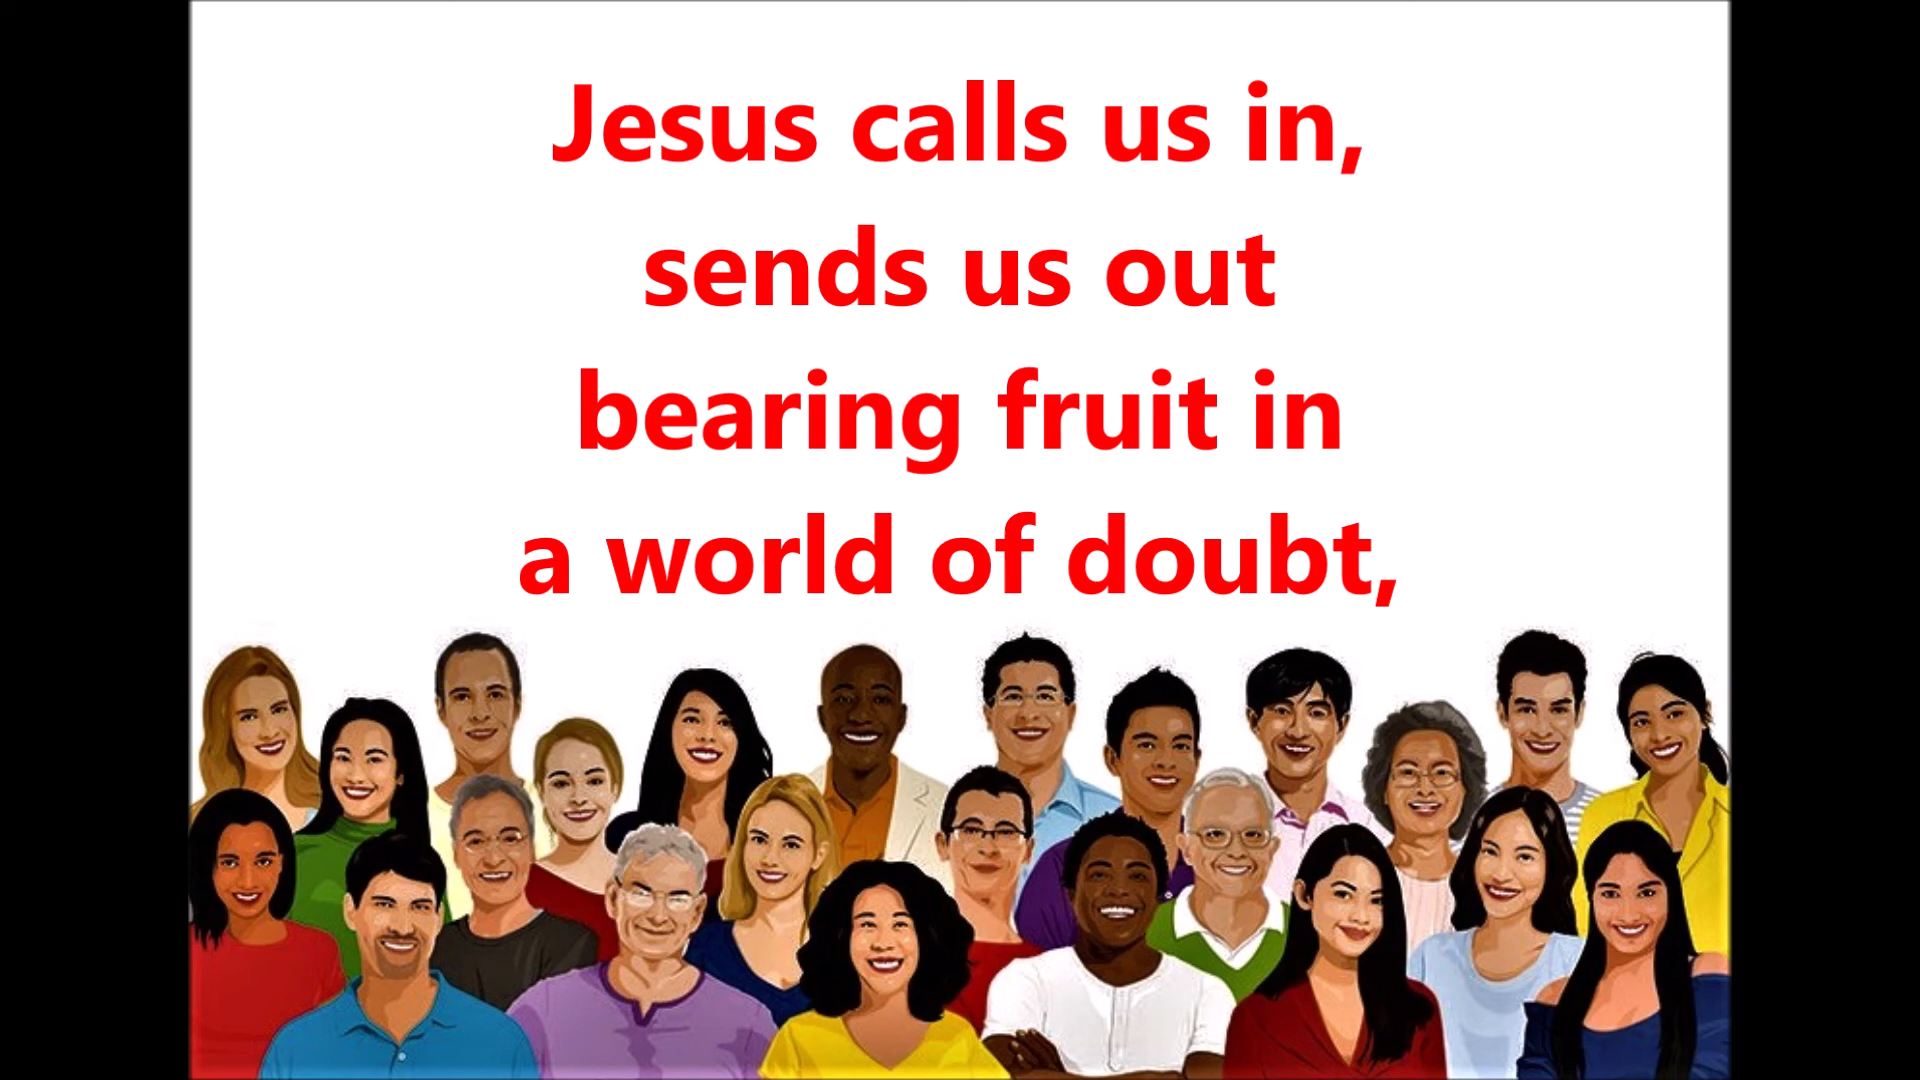 Jesus calls us in,
sends us out
bearing fruit in
a world of doubt,